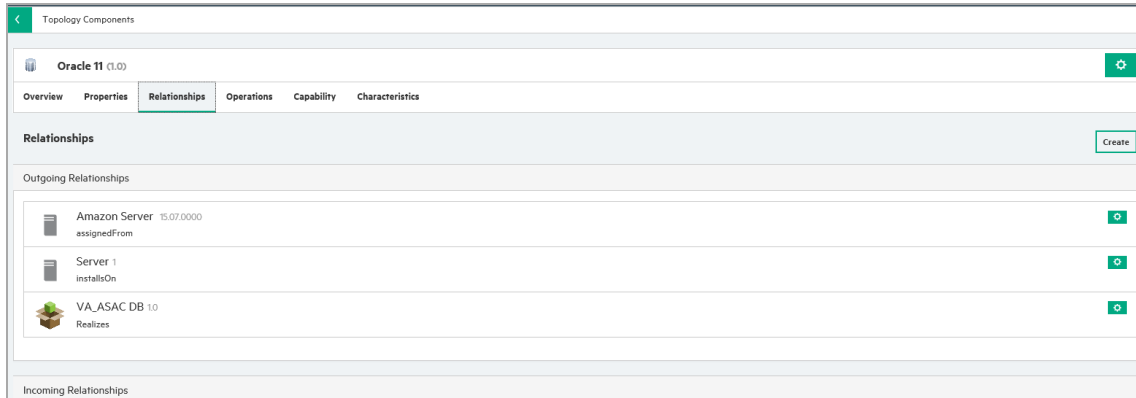 Topology Components
Oracle 11 (1.0)
Overview Properties Relationships Operations Capability Characteristics
Relationships
Create
Outgoing Relationships
Amazon Server 15.07.0000
assignedFrom
Server 1
installsOn
VA_ASAC DB 1.0
Realizes
Incoming Relationships